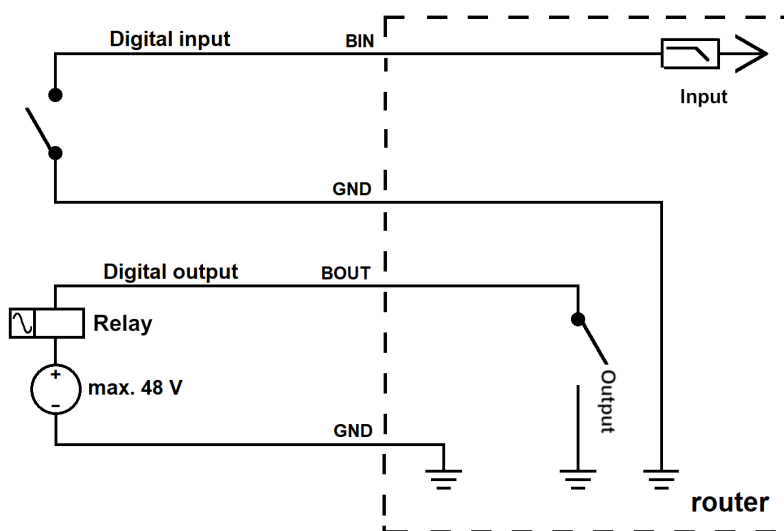 Digital input
BIN
Input
GND
Digital output
BOUT
Relay
+
max. 48 V
−
Output
GND
router